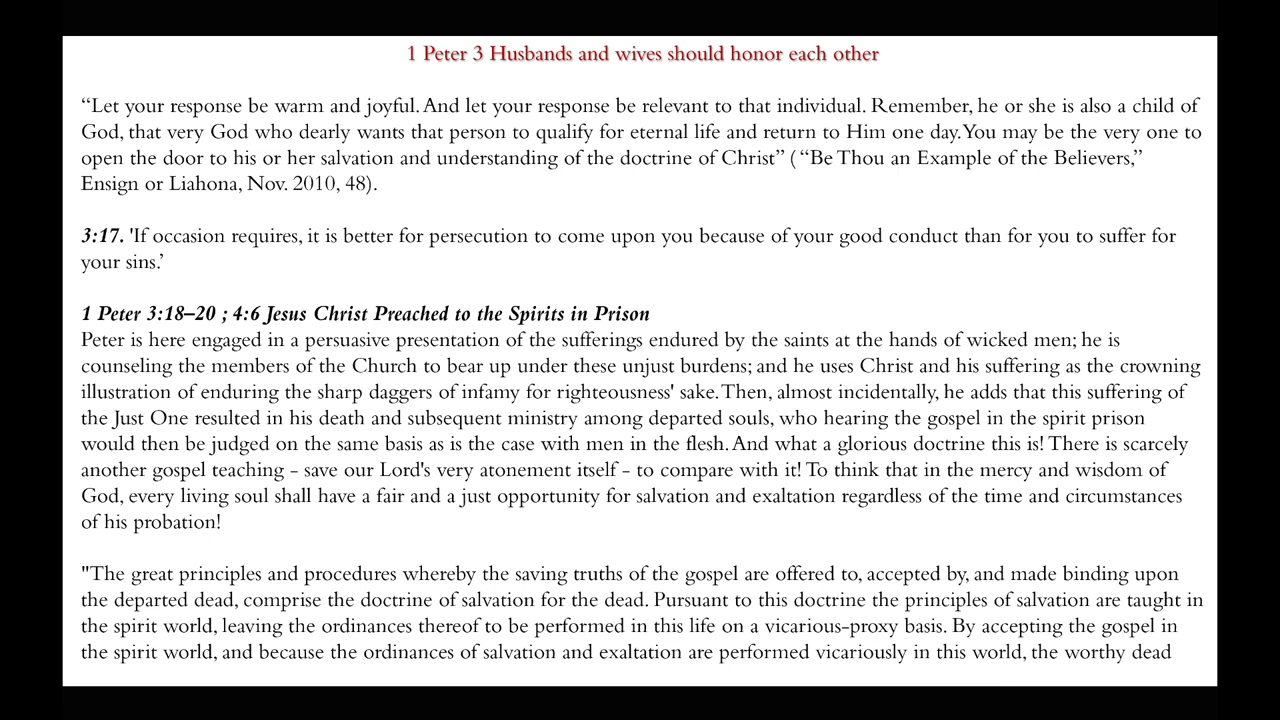 1 Peter 3 Husbands and wives should honor each other
“Let your response be warm and joyful. And let your response be relevant to that individual. Remember, he or she is also a child of
God, that very God who dearly wants that person to qualify for eternal life and return to Him one day. You may be the very one to
open the door to his or her salvation and understanding of the doctrine of Christ” ( “Be Thou an Example of the Believers,”
Ensign or Liahona, Nov. 2010, 48).
3:17. 'If occasion requires, it is better for persecution to come upon you because of your good conduct than for you to suffer for
your sins.’
1 Peter 3:18–20 ; 4:6 Jesus Christ Preached to the Spirits in Prison
Peter is here engaged in a persuasive presentation of the sufferings endured by the saints at the hands of wicked men; he is
counseling the members of the Church to bear up under these unjust burdens; and he uses Christ and his suffering as the crowning
illustration of enduring the sharp daggers of infamy for righteousness' sake. Then, almost incidentally, he adds that this suffering of
the Just One resulted in his death and subsequent ministry among departed souls, who hearing the gospel in the spirit prison
would then be judged on the same basis as is the case with men in the flesh. And what a glorious doctrine this is! There is scarcely
another gospel teaching - save our Lord's very atonement itself - to compare with it! To think that in the mercy and wisdom of
God, every living soul shall have a fair and a just opportunity for salvation and exaltation regardless of the time and circumstances
of his probation!
"The great principles and procedures whereby the saving truths of the gospel are offered to, accepted by, and made binding upon
the departed dead, comprise the doctrine of salvation for the dead. Pursuant to this doctrine the principles of salvation are taught in
the spirit world, leaving the ordinances thereof to be performed in this life on a vicarious-proxy basis. By accepting the gospel in
the spirit world, and because the ordinances of salvation and exaltation are performed vicariously in this world, the worthy dead